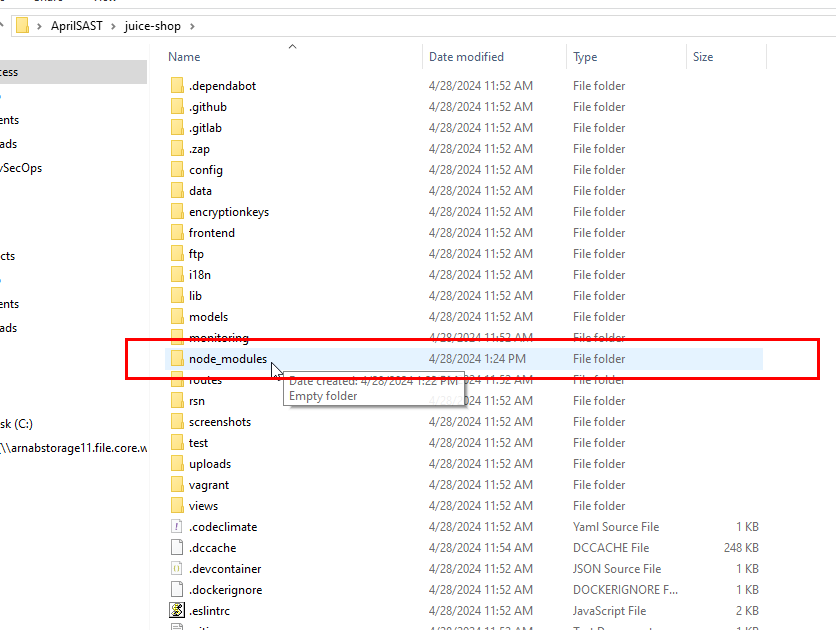 AprilSAST > juice-shop >
Name Date modified Type Size
cess
ents
ads
vSecOps
cts
ents
ads
sk (C:)
\\arnabstorage11.file.core.w
.dependabot 4/28/2024 11:52 AM File folder
.github 4/28/2024 11:52 AM File folder
.gitlab 4/28/2024 11:52 AM File folder
.zap 4/28/2024 11:52 AM File folder
config 4/28/2024 11:52 AM File folder
data 4/28/2024 11:52 AM File folder
encryptionkeys 4/28/2024 11:52 AM File folder
frontend 4/28/2024 11:52 AM File folder
ftp 4/28/2024 11:52 AM File folder
i18n 4/28/2024 11:52 AM File folder
lib 4/28/2024 11:52 AM File folder
models 4/28/2024 11:52 AM File folder
monitoring 4/28/2024 11:52 AM File folder
node_modules 4/28/2024 1:24 PM File folder
routes 11:52 AM File folder
Date created: 4/28/2024 1:22 PM
Empty folder
rsn 11:52 AM File folder
screenshots 4/28/2024 11:52 AM File folder
test 4/28/2024 11:52 AM File folder
uploads 4/28/2024 11:52 AM File folder
vagrant 4/28/2024 11:52 AM File folder
views 4/28/2024 11:52 AM File folder
.codeclimate 4/28/2024 11:52 AM Yaml Source File 1 KB
.dccache 4/28/2024 11:54 AM DCCACHE File 248 KB
.devcontainer 4/28/2024 11:52 AM JSON Source File 1 KB
.dockerignore 4/28/2024 11:52 AM DOCKERIGNORE F... 1 KB
.eslintrc 4/28/2024 11:52 AM JavaScript File 2 KB